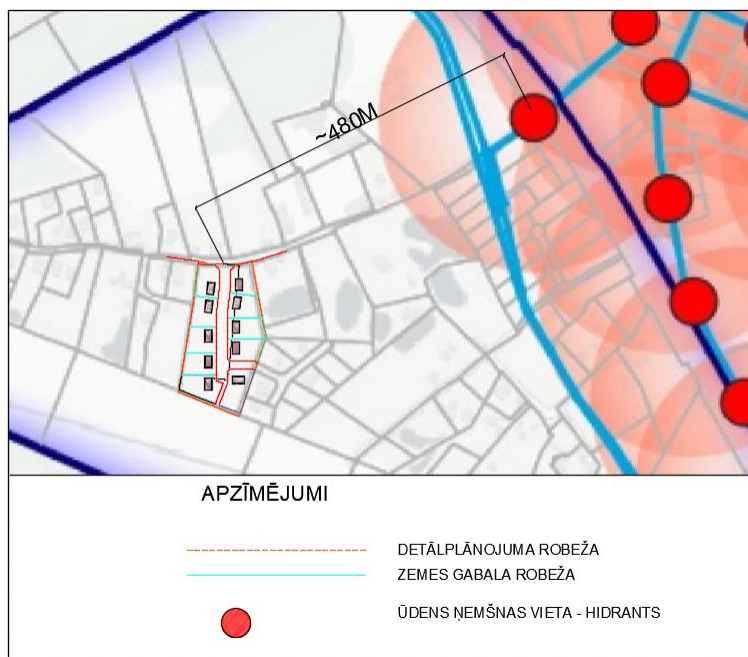 ~480M
APZĪMĒJUMI
DETĀLPLĀNOJUMA ROBEŽA
ZEMES GABALA ROBEŽA
ŪDENS ŅEMŠNAS VIETA - HIDRANTS